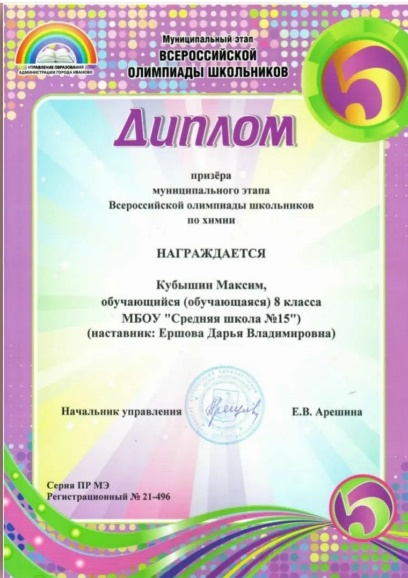 Муниципальный этап
ВСЕРОССИЙСКОЙ
ОЛИМПИАДЫ ШКОЛЬНИКОВ
УПРАВЛЕНИЕ ОБРАЗОВАНИЯ
АДМИНИСТРАЦИИ ГОРОДА ИВАНОВО
5
Диплом
призёра
муниципального этапа
Всероссийской олимпиады школьников
по химии
НАГРАЖДАЕТСЯ
Кубышин Максим,
обучающийся (обучающаяся) 8 класса
МБОУ "Средняя школа №15")
(наставник: Ершова Дарья Владимировна)
Начальник управления
Е.В. Арешина
Серия ПР МЭ
Регистрационный № 21-496
5